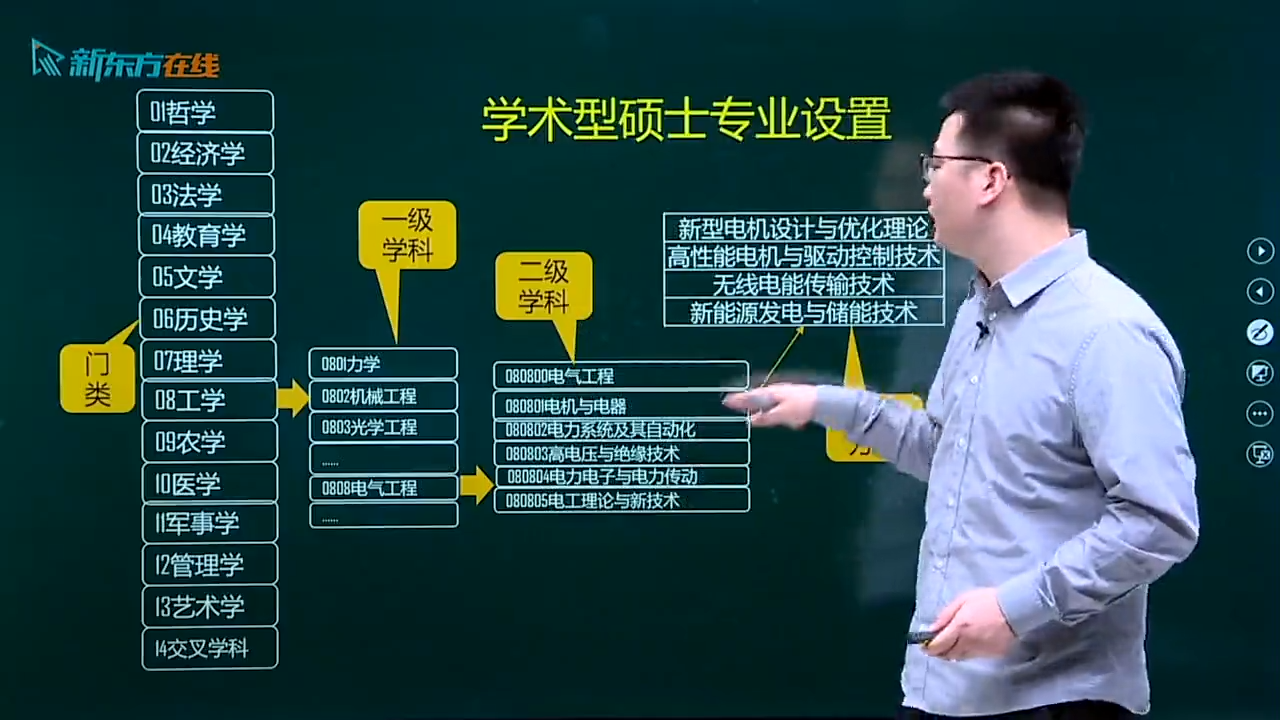 新东方在线
学术型硕士专业设置
01哲学
02经济学
03法学
04教育学
05文学
06历史学
07理学
08工学
09农学
10医学
11军事学
12管理学
13艺术学
14交叉学科
门
类
一级
学科
0801力学
0802机械工程
0803光学工程
......
0808电气工程
......
二级
学科
080800电气工程
080801电机与电器
080802电力系统及其自动化
080803高电压与绝缘技术
080804电力电子与电力传动
080805电工理论与新技术
新型电机设计与优化理论
高性能电机与驱动控制技术
无线电能传输技术
新能源发电与储能技术